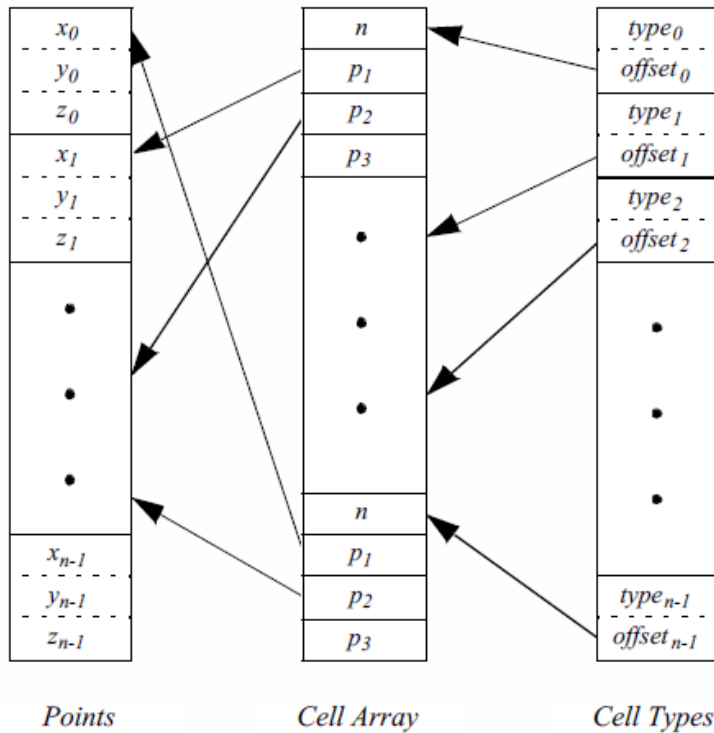 x0
y0
z0
x1
y1
z1
xn-1
yn-1
zn-1
Points
n
p1
p2
p3
n
p1
p2
p3
Cell Array
type0
offset0
type1
offset1
type2
offset2
typen-1
offsetn-1
Cell Types